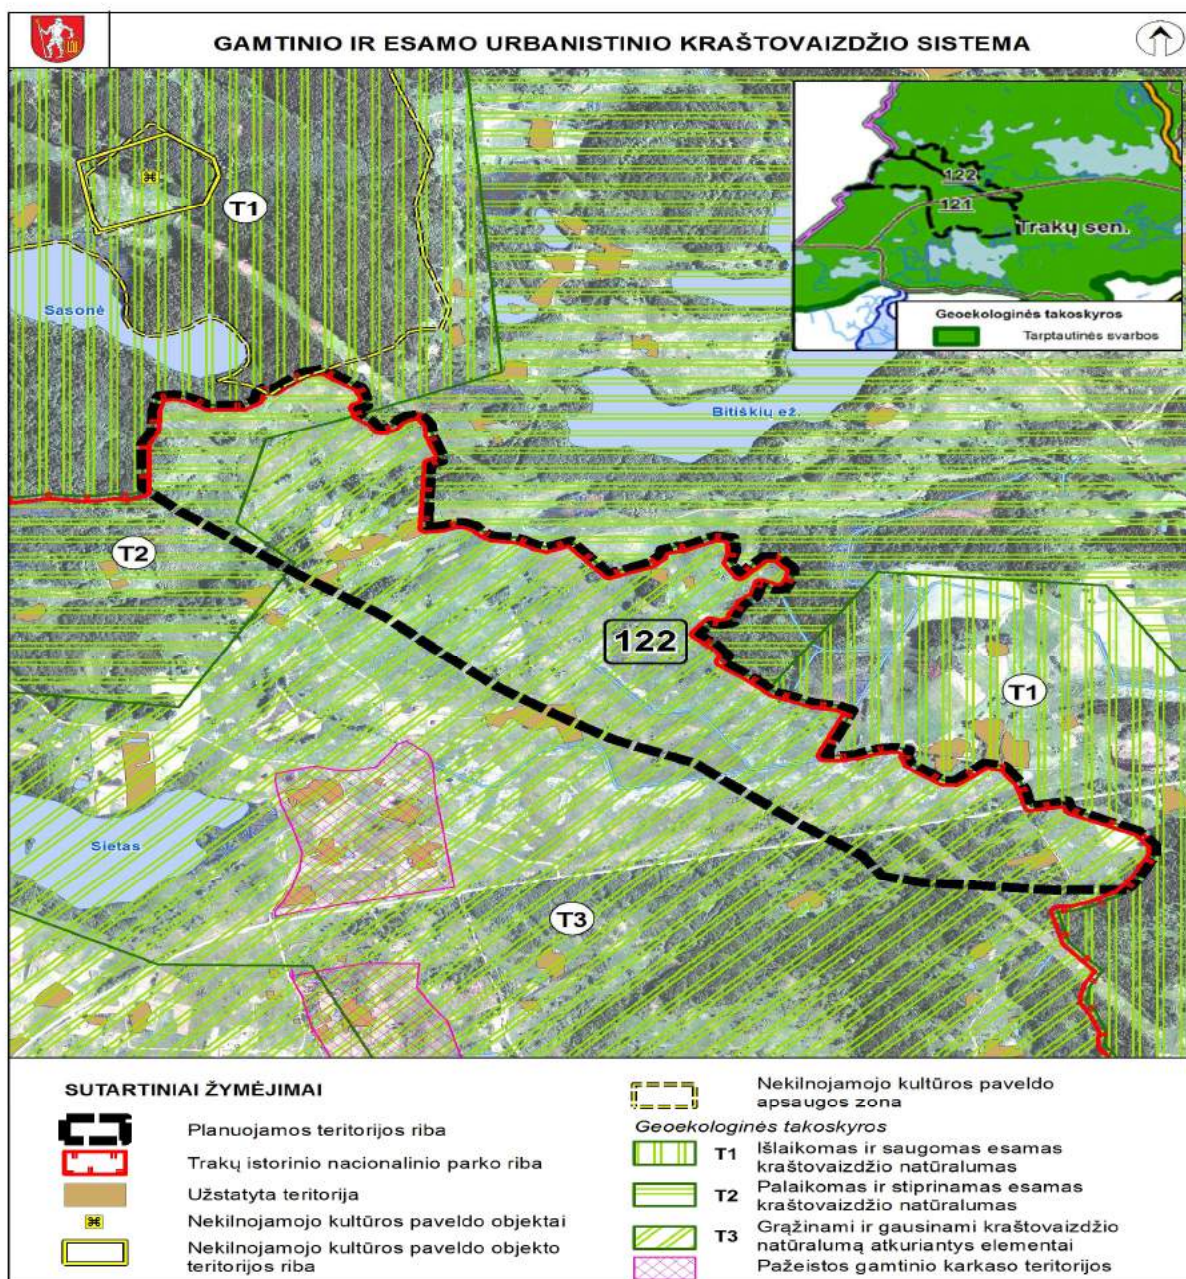 GAMTINIO IR ESAMO URBANISTINIO KRAŠTOVAIZDŽIO SISTEMA
122
121
Trakų sen.
Geoekologinės takoskyros
Tarptautinės svarbos
T1
Sasonė
Bitiškių ež.
T2
122
T1
Sietas
T3
SUTARTINIAI ŽYMĖJIMAI
Planuojamos teritorijos riba
Trakų istorinio nacionalinio parko riba
Užstatyta teritorija
Nekilnojamojo kultūros paveldo objektai
Nekilnojamojo kultūros paveldo objekto
teritorijos riba
Nekilnojamojo kultūros paveldo
apsaugos zona
Geoekologinės takoskyros
T1 Išlaikomas ir saugomas esamas
kraštovaizdžio natūralumas
T2 Palaikomas ir stiprinamas esamas
kraštovaizdžio natūralumas
T3 Grąžinami ir gausinami kraštovaizdžio
natūralumą atkuriantys elementai
Pažeistos gamtinio karkaso teritorijos